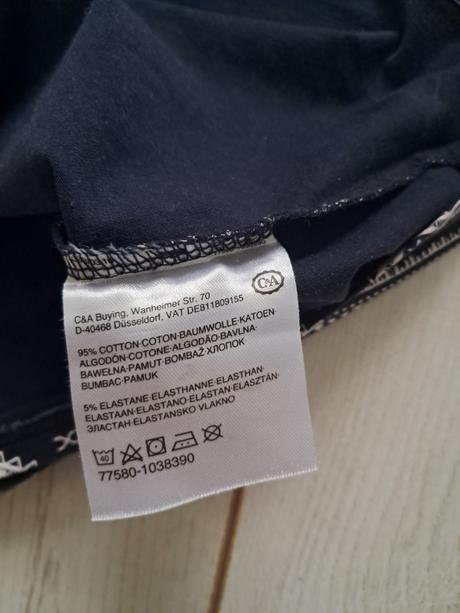 C&A
C&A Buying, Wanheimer Str. 70
D-40468 Düsseldorf, VAT DE811809155
95% COTTON·COTON·BAUMWOLLE·KATOEN·
ALGODÓN·COTONE·ALGODÃO·BAVLNA·
BAWEŁNA·PAMUT·BOMBAŽ·ХЛОПОК·
BUMBAC·PAMUK
5% ELASTANE·ELASTHANNE·ELASTHAN·
ELASTAAN·ELASTANO·ELASTAN·ELASZTÁN·
ЭЛАСТАН·ELASTANSKO VLAKNO
40
77580-1038390